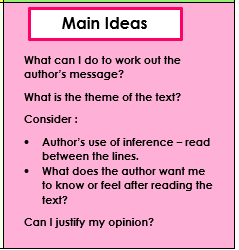 Main Ideas
What can I do to work out the
author's message?
What is the theme of the text?
Consider :
• Author's use of inference – read
between the lines.
• What does the author want me
to know or feel after reading the
text?
Can I justify my opinion?